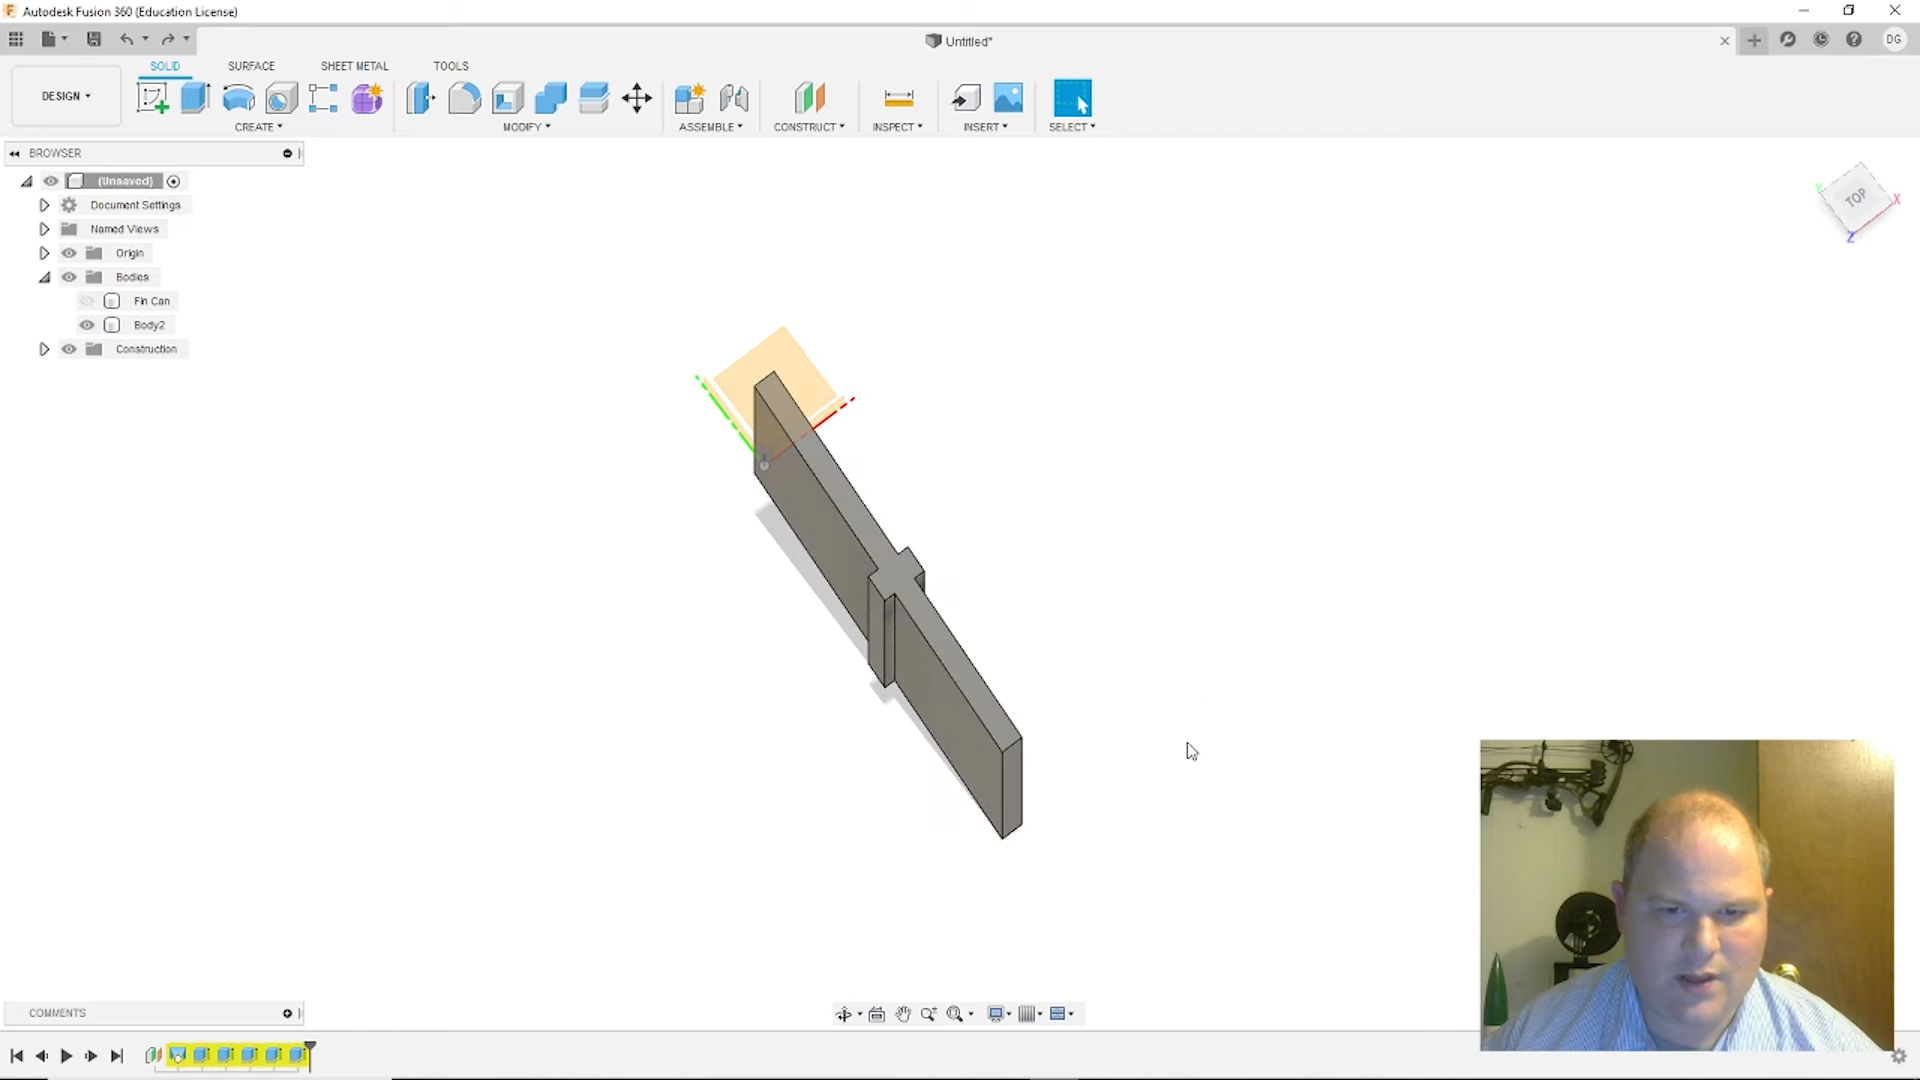 Autodesk Fusion 360 (Education License)
Untitled*
DG
SOLID
SURFACE
SHEET METAL
TOOLS
DESIGN
CREATE
MODIFY
ASSEMBLE
CONSTRUCT
INSPECT
INSERT
SELECT
BROWSER
(Unsaved)
Document Settings
Named Views
Origin
Bodies
Fin Can
Body2
Construction
TOP
Y
X
Z
COMMENTS